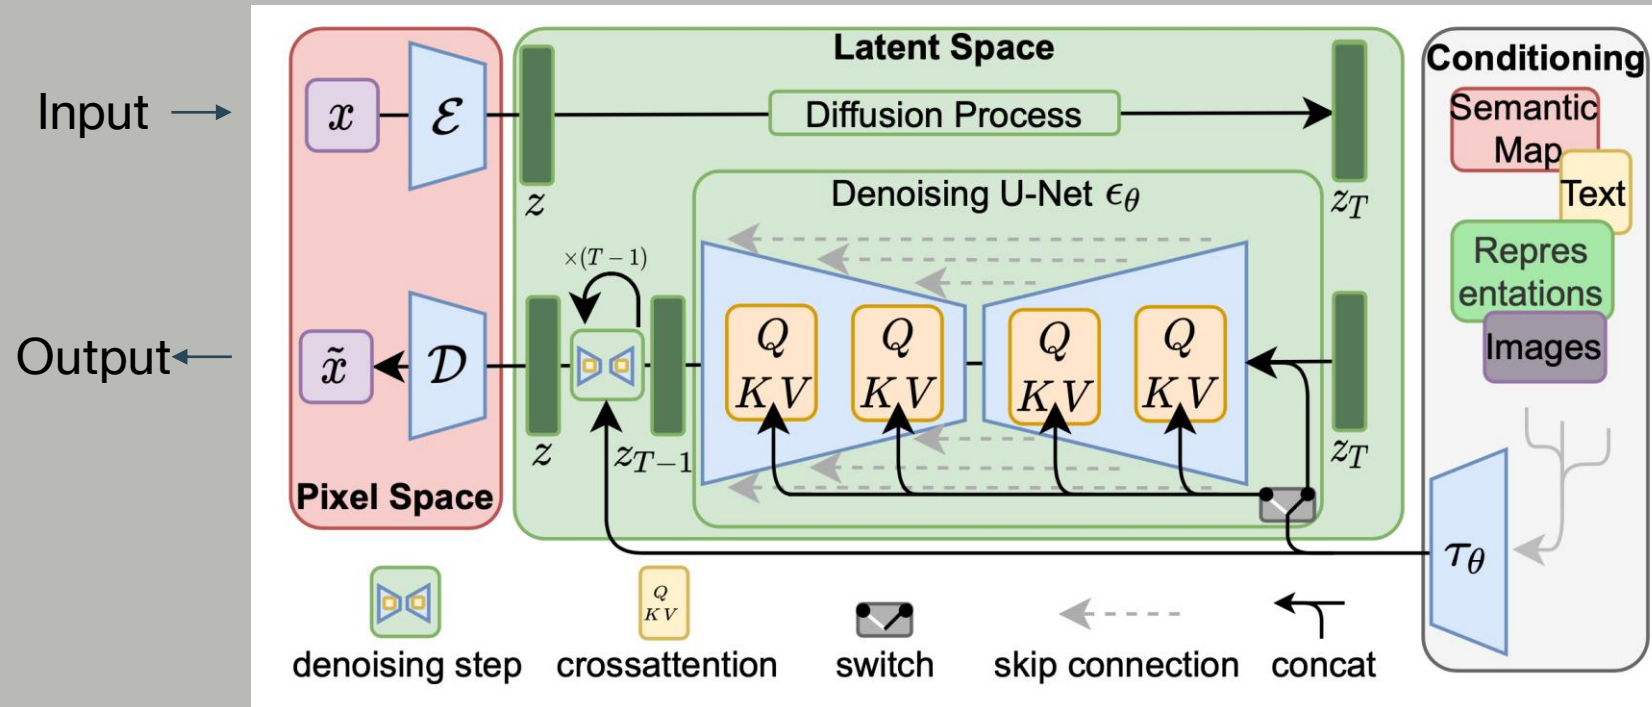 Input
Output
x
ℰ
z
Latent Space
Diffusion Process
z_T
Denoising U-Net ϵ_θ
×(T − 1)
x̃
𝒟
z
z_{T−1}
Q
KV
Q
KV
Q
KV
Q
KV
z_T
Pixel Space
Conditioning
Semantic
Map
Text
Repres
entations
Images
τ_θ
denoising step
Q
KV
crossattention
switch
skip connection
concat